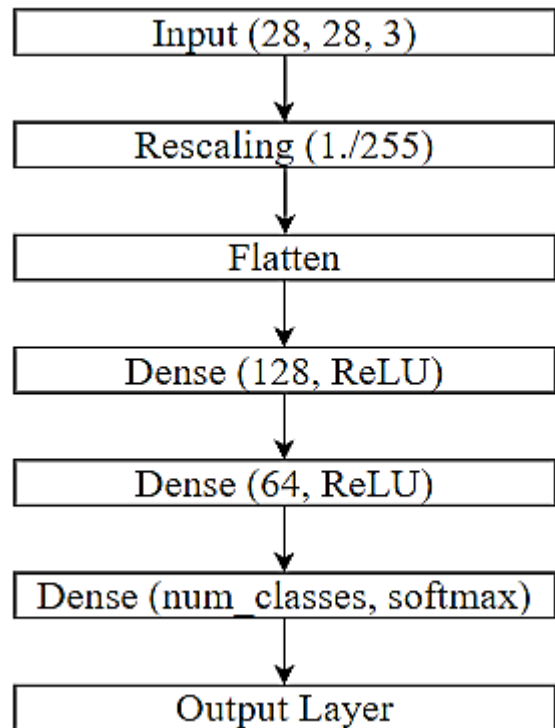 Input (28, 28, 3)
Rescaling (1./255)
Flatten
Dense (128, ReLU)
Dense (64, ReLU)
Dense (num_classes, softmax)
Output Layer